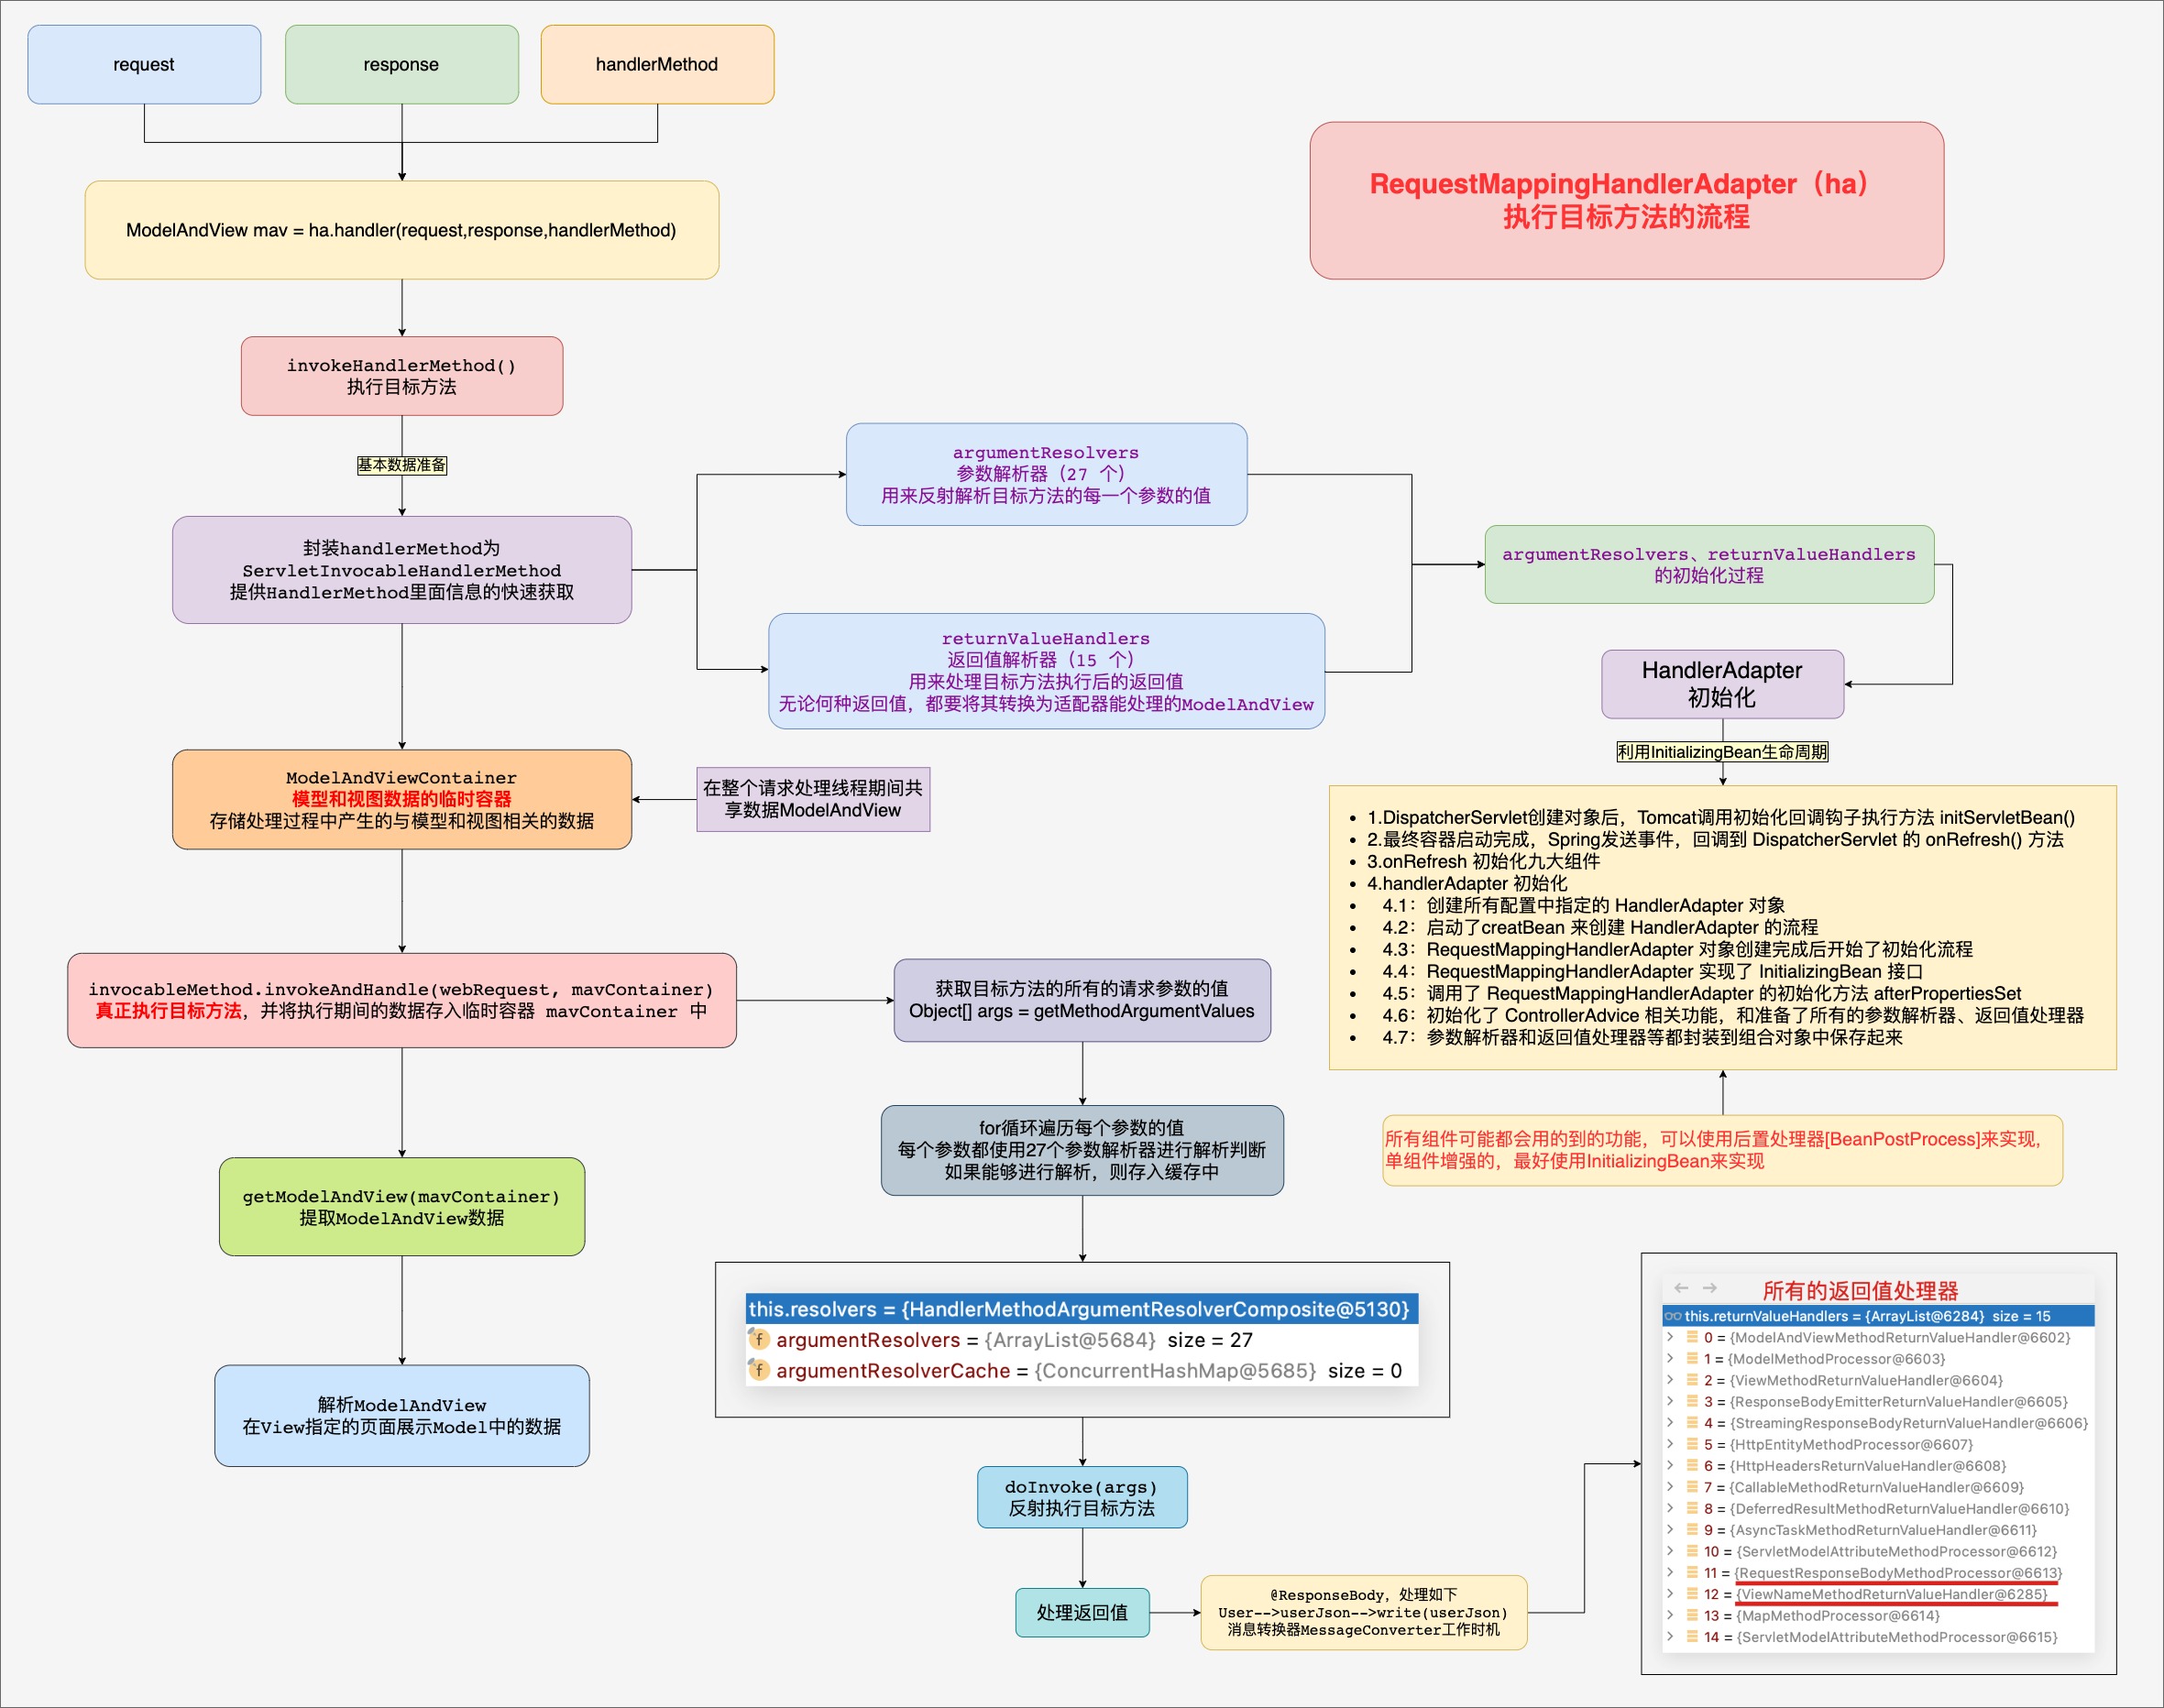 request
response
handlerMethod
RequestMappingHandlerAdapter（ha）
执行目标方法的流程
ModelAndView mav = ha.handler(request,response,handlerMethod)
invokeHandlerMethod()
执行目标方法
基本数据准备
封装handlerMethod为
ServletInvocableHandlerMethod
提供HandlerMethod里面信息的快速获取
argumentResolvers
参数解析器（27 个）
用来反射解析目标方法的每一个参数的值
returnValueHandlers
返回值解析器（15 个）
用来处理目标方法执行后的返回值
无论何种返回值，都要将其转换为适配器能处理的ModelAndView
argumentResolvers、returnValueHandlers
的初始化过程
HandlerAdapter
初始化
利用InitializingBean生命周期
• 1.DispatcherServlet创建对象后，Tomcat调用初始化回调钩子执行方法 initServletBean()
• 2.最终容器启动完成，Spring发送事件，回调到 DispatcherServlet 的 onRefresh() 方法
• 3.onRefresh 初始化九大组件
• 4.handlerAdapter 初始化
• 4.1：创建所有配置中指定的 HandlerAdapter 对象
• 4.2：启动了creatBean 来创建 HandlerAdapter 的流程
• 4.3：RequestMappingHandlerAdapter 对象创建完成后开始了初始化流程
• 4.4：RequestMappingHandlerAdapter 实现了 InitializingBean 接口
• 4.5：调用了 RequestMappingHandlerAdapter 的初始化方法 afterPropertiesSet
• 4.6：初始化了 ControllerAdvice 相关功能，和准备了所有的参数解析器、返回值处理器
• 4.7：参数解析器和返回值处理器等都封装到组合对象中保存起来
所有组件可能都会用的到的功能，可以使用后置处理器[BeanPostProcess]来实现，
单组件增强的，最好使用InitializingBean来实现
ModelAndViewContainer
模型和视图数据的临时容器
存储处理过程中产生的与模型和视图相关的数据
在整个请求处理线程期间共
享数据ModelAndView
invocableMethod.invokeAndHandle(webRequest, mavContainer)
真正执行目标方法，并将执行期间的数据存入临时容器 mavContainer 中
获取目标方法的所有的请求参数的值
Object[] args = getMethodArgumentValues
for循环遍历每个参数的值
每个参数都使用27个参数解析器进行解析判断
如果能够进行解析，则存入缓存中
getModelAndView(mavContainer)
提取ModelAndView数据
解析ModelAndView
在View指定的页面展示Model中的数据
this.resolvers = {HandlerMethodArgumentResolverComposite@5130}
f argumentResolvers = {ArrayList@5684} size = 27
f argumentResolverCache = {ConcurrentHashMap@5685} size = 0
doInvoke(args)
反射执行目标方法
处理返回值
@ResponseBody，处理如下
User-->userJson-->write(userJson)
消息转换器MessageConverter工作时机
所有的返回值处理器
this.returnValueHandlers = {ArrayList@6284} size = 15
0 = {ModelAndViewMethodReturnValueHandler@6602}
1 = {ModelMethodProcessor@6603}
2 = {ViewMethodReturnValueHandler@6604}
3 = {ResponseBodyEmitterReturnValueHandler@6605}
4 = {StreamingResponseBodyReturnValueHandler@6606}
5 = {HttpEntityMethodProcessor@6607}
6 = {HttpHeadersReturnValueHandler@6608}
7 = {CallableMethodReturnValueHandler@6609}
8 = {DeferredResultMethodReturnValueHandler@6610}
9 = {AsyncTaskMethodReturnValueHandler@6611}
10 = {ServletModelAttributeMethodProcessor@6612}
11 = {RequestResponseBodyMethodProcessor@6613}
12 = {ViewNameMethodReturnValueHandler@6285}
13 = {MapMethodProcessor@6614}
14 = {ServletModelAttributeMethodProcessor@6615}